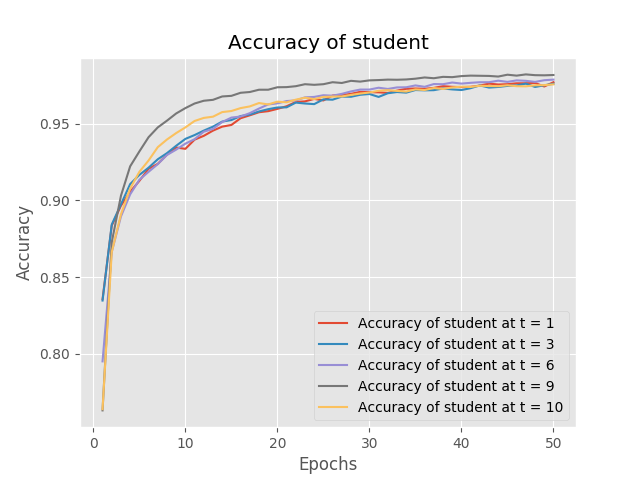 Accuracy of student
Accuracy
0.95
0.90
0.85
0.80
0
10
20
30
40
50
Epochs
Accuracy of student at t = 1
Accuracy of student at t = 3
Accuracy of student at t = 6
Accuracy of student at t = 9
Accuracy of student at t = 10